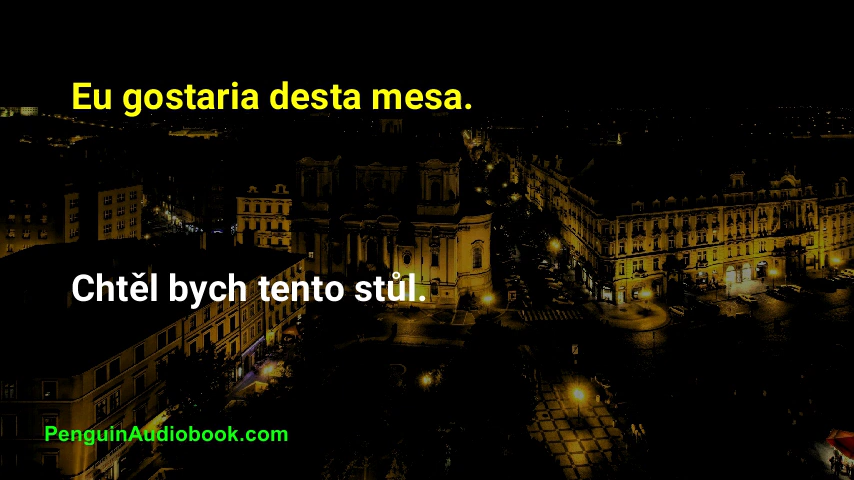 Eu gostaria desta mesa.
Chtěl bych tento stůl.
PenguinAudiobook.com